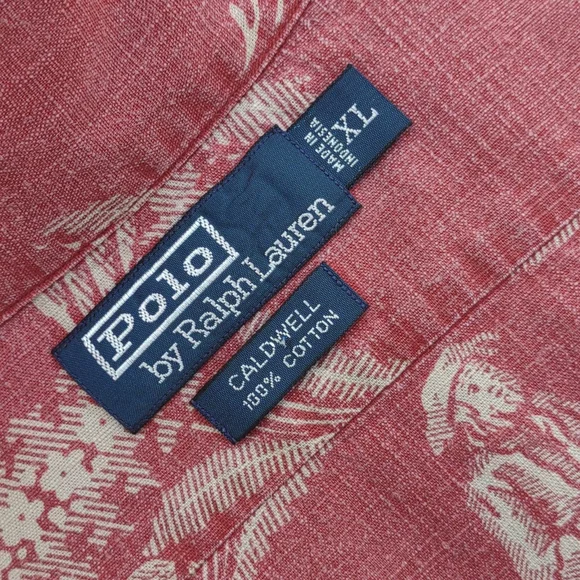 XL
MADE IN
INDONESIA
Polo
by Ralph Lauren
CALDWELL
100% COTTON